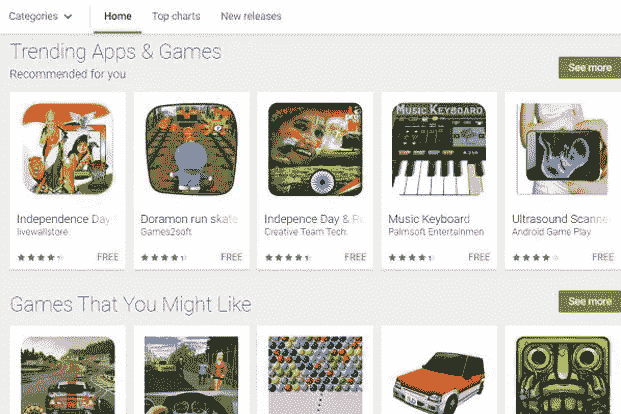 Categories Home Top charts New releases
Trending Apps & Games
Recommended for you
See more
MUSIC KEYBOARD
Independence Day Doramon run skate Indepence Day & R Music Keyboard Ultrasound Scanne
livewallstore Games2soft Creative Team Tech. Palmsoft Entertainmen Android Game Play
FREE FREE FREE FREE FREE
Games That You Might Like
See more